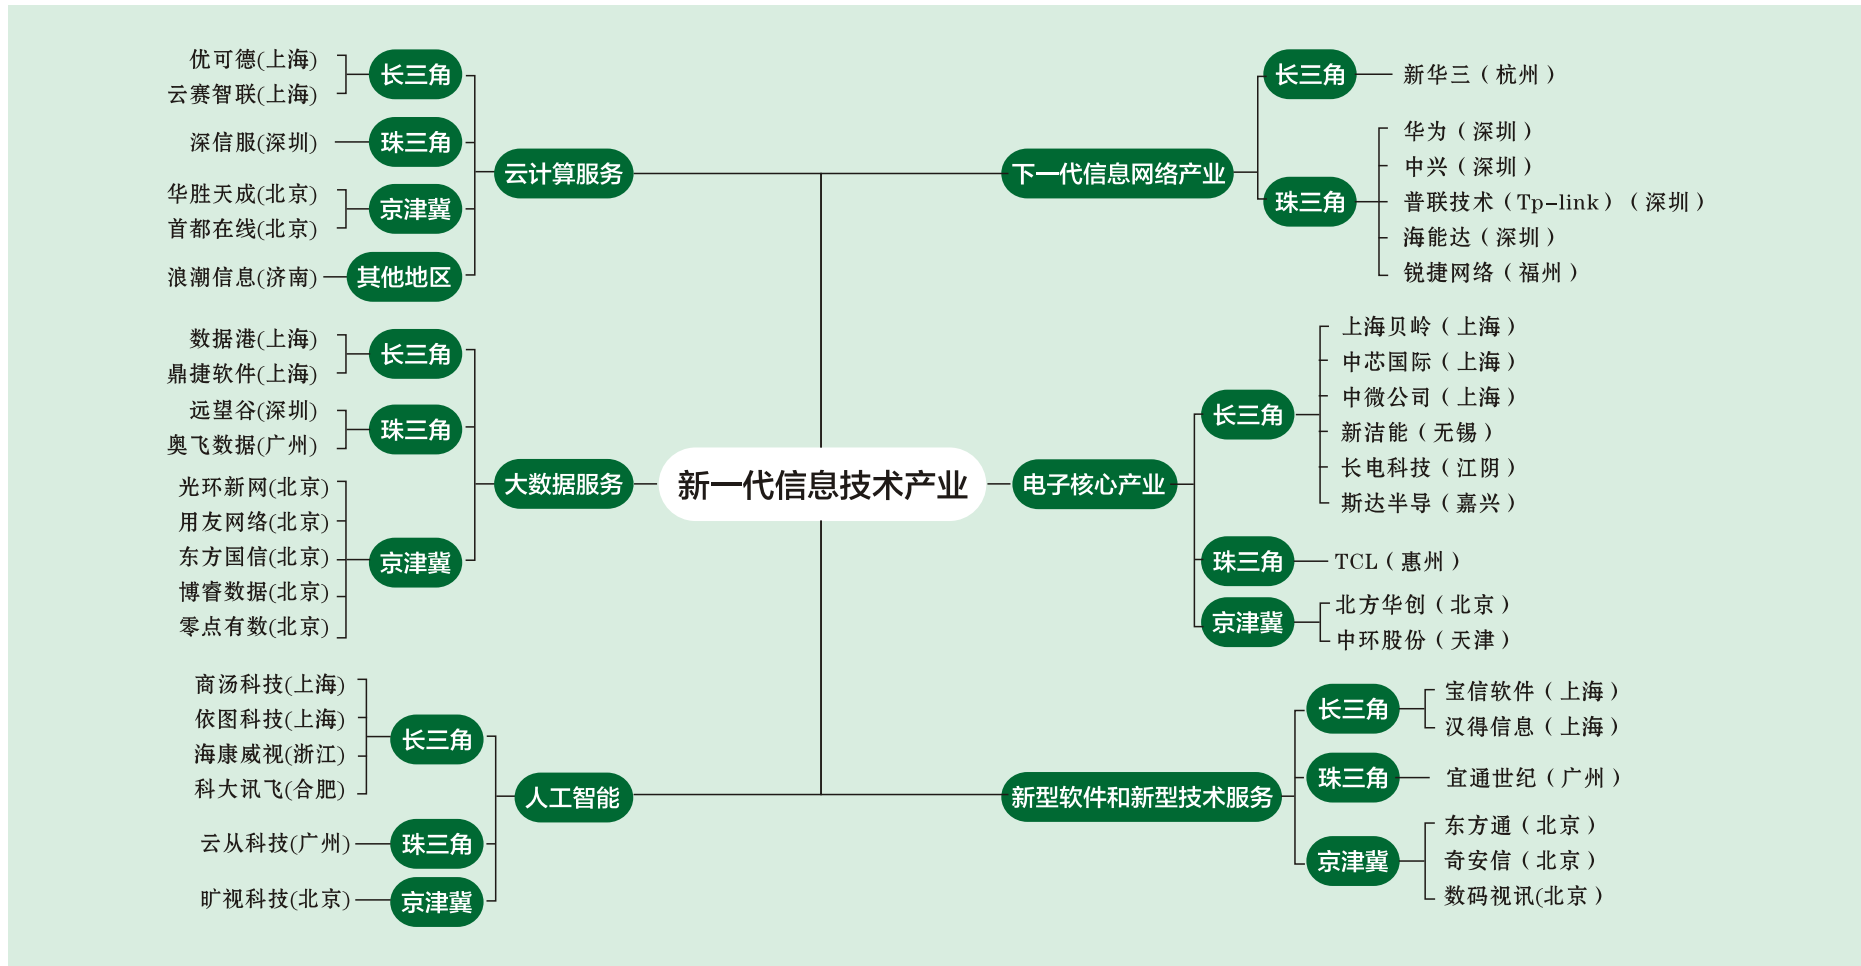 新一代信息技术产业
云计算服务
长三角
优可德(上海)
云赛智联(上海)
珠三角
深信服(深圳)
京津冀
华胜天成(北京)
首都在线(北京)
其他地区
浪潮信息(济南)
大数据服务
长三角
数据港(上海)
鼎捷软件(上海)
珠三角
远望谷(深圳)
奥飞数据(广州)
京津冀
光环新网(北京)
用友网络(北京)
东方国信(北京)
博睿数据(北京)
零点有数(北京)
人工智能
长三角
商汤科技(上海)
依图科技(上海)
海康威视(浙江)
科大讯飞(合肥)
珠三角
云从科技(广州)
京津冀
旷视科技(北京)
下一代信息网络产业
长三角
新华三（杭州）
珠三角
华为（深圳）
中兴（深圳）
普联技术（Tp-link）（深圳）
海能达（深圳）
锐捷网络（福州）
电子核心产业
长三角
上海贝岭（上海）
中芯国际（上海）
中微公司（上海）
新洁能（无锡）
长电科技（江阴）
斯达半导（嘉兴）
珠三角
TCL（惠州）
京津冀
北方华创（北京）
中环股份（天津）
新型软件和新型技术服务
长三角
宝信软件（上海）
汉得信息（上海）
珠三角
宜通世纪（广州）
京津冀
东方通（北京）
奇安信（北京）
数码视讯(北京）